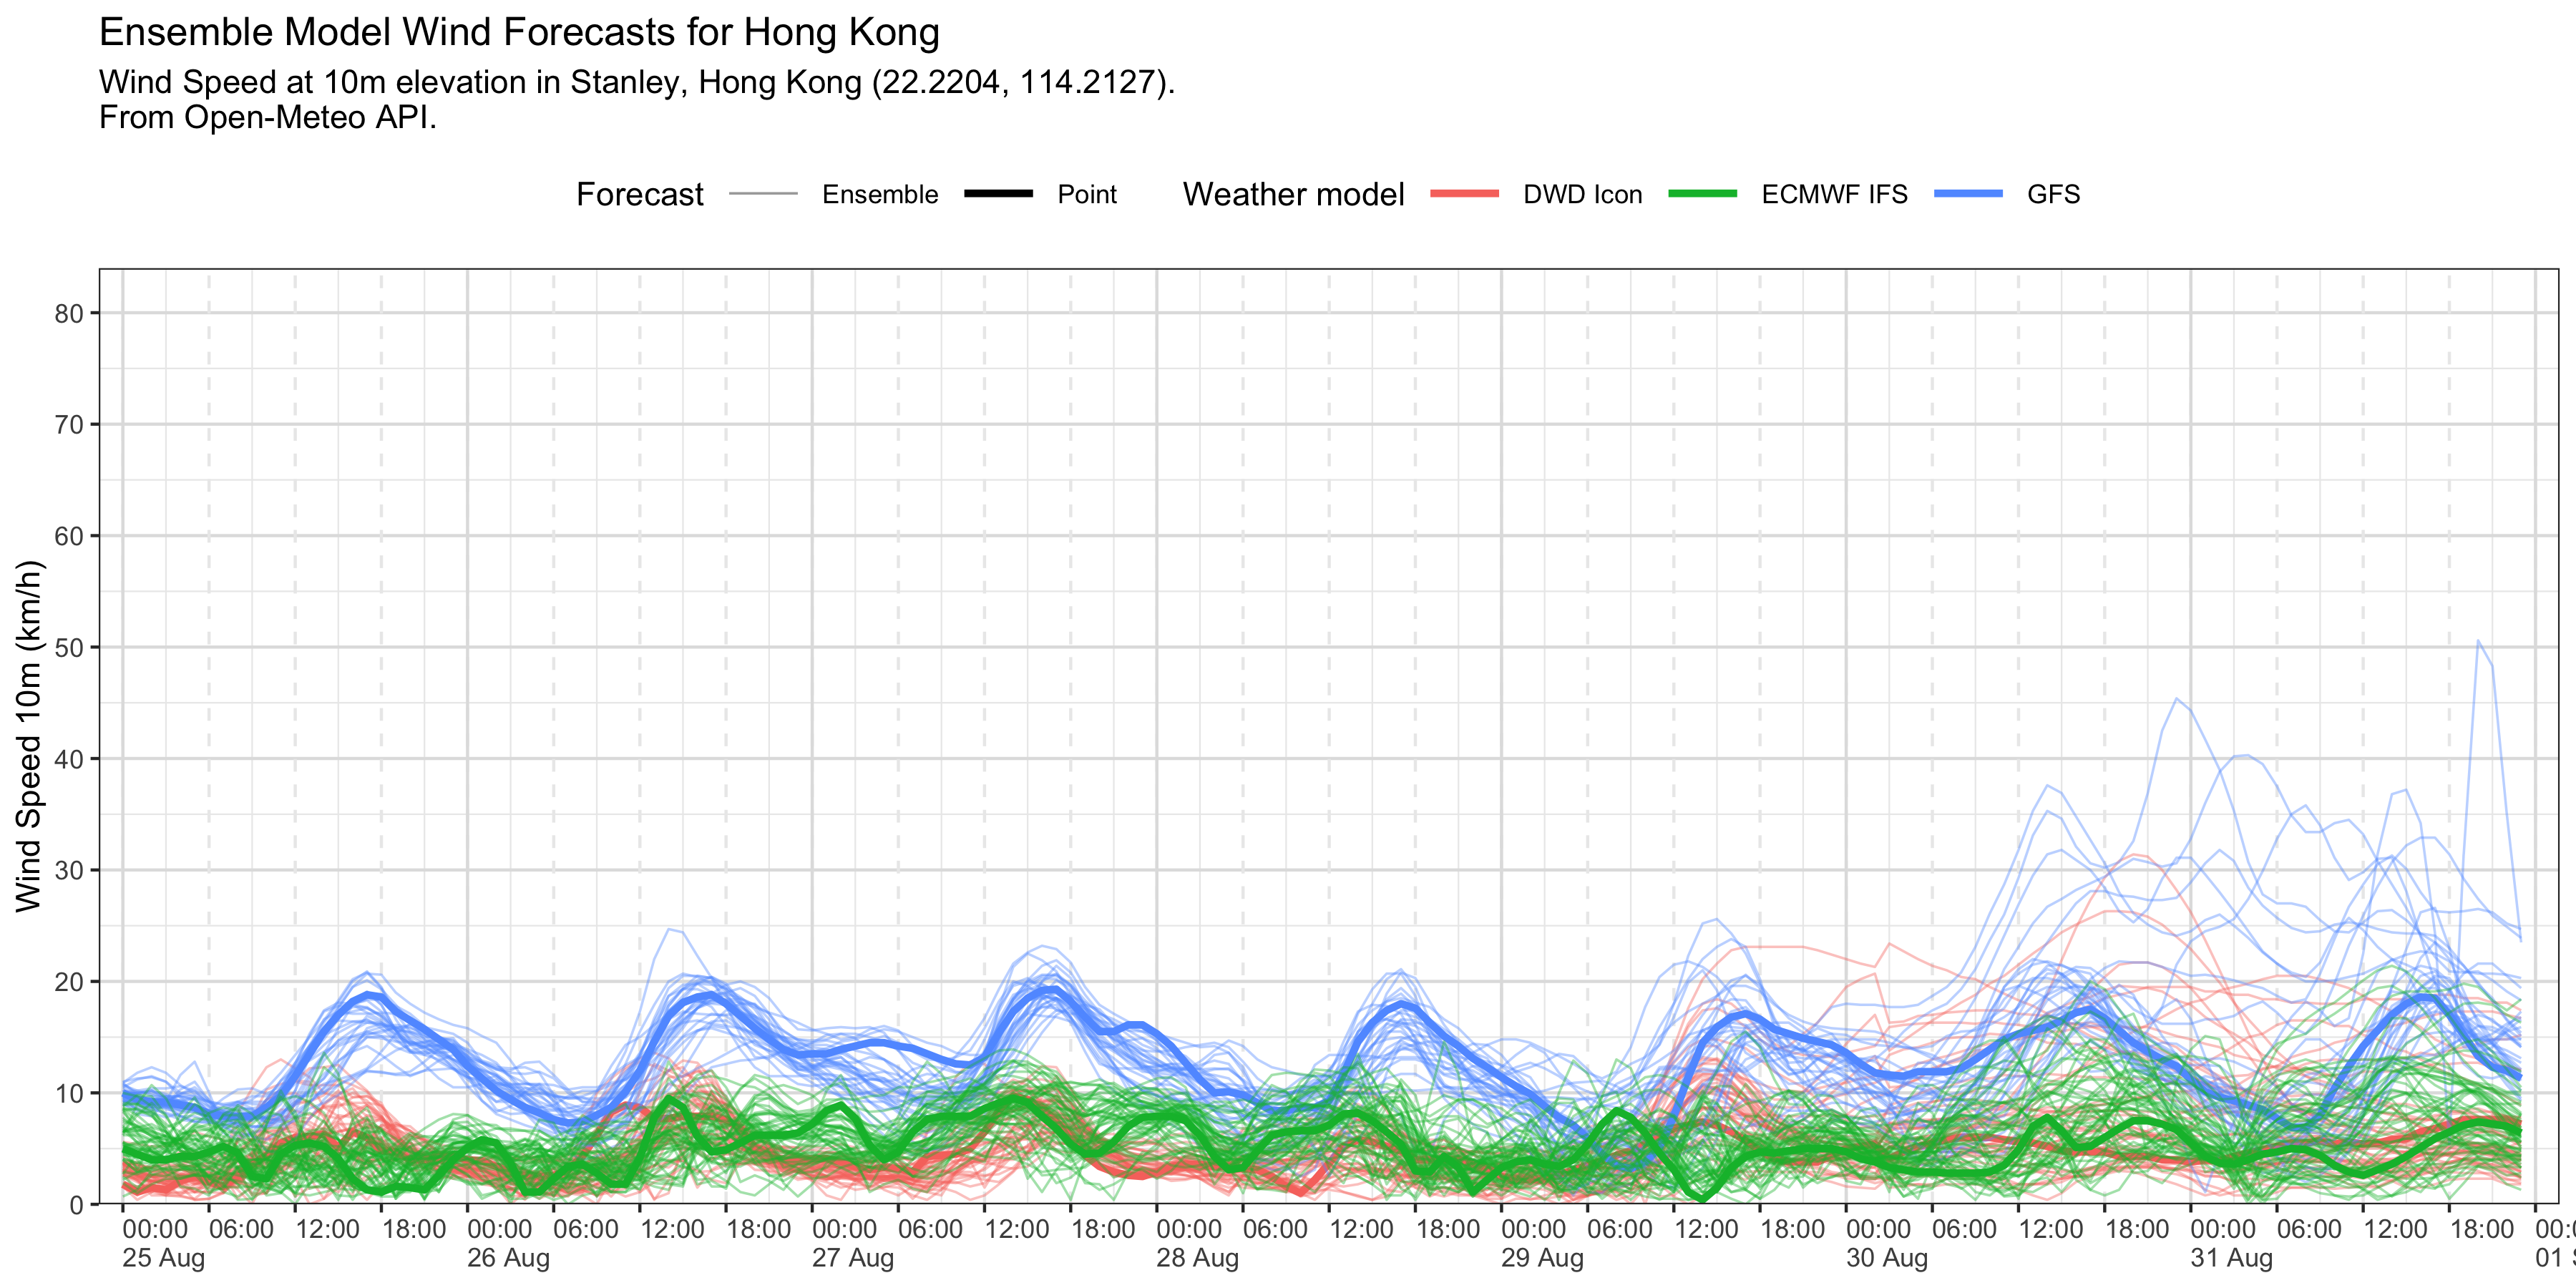 Ensemble Model Wind Forecasts for Hong Kong
Wind Speed at 10m elevation in Stanley, Hong Kong (22.2204, 114.2127).
From Open-Meteo API.
Forecast Ensemble Point Weather model DWD Icon ECMWF IFS GFS
Wind Speed 10m (km/h)
80
70
60
50
40
30
20
10
0
00:00 06:00 12:00 18:00 00:00 06:00 12:00 18:00 00:00 06:00 12:00 18:00 00:00 06:00 12:00 18:00 00:00 06:00 12:00 18:00 00:00 06:00 12:00 18:00 00:00 06:00 12:00 18:00
25 Aug 26 Aug 27 Aug 28 Aug 29 Aug 30 Aug 31 Aug 01